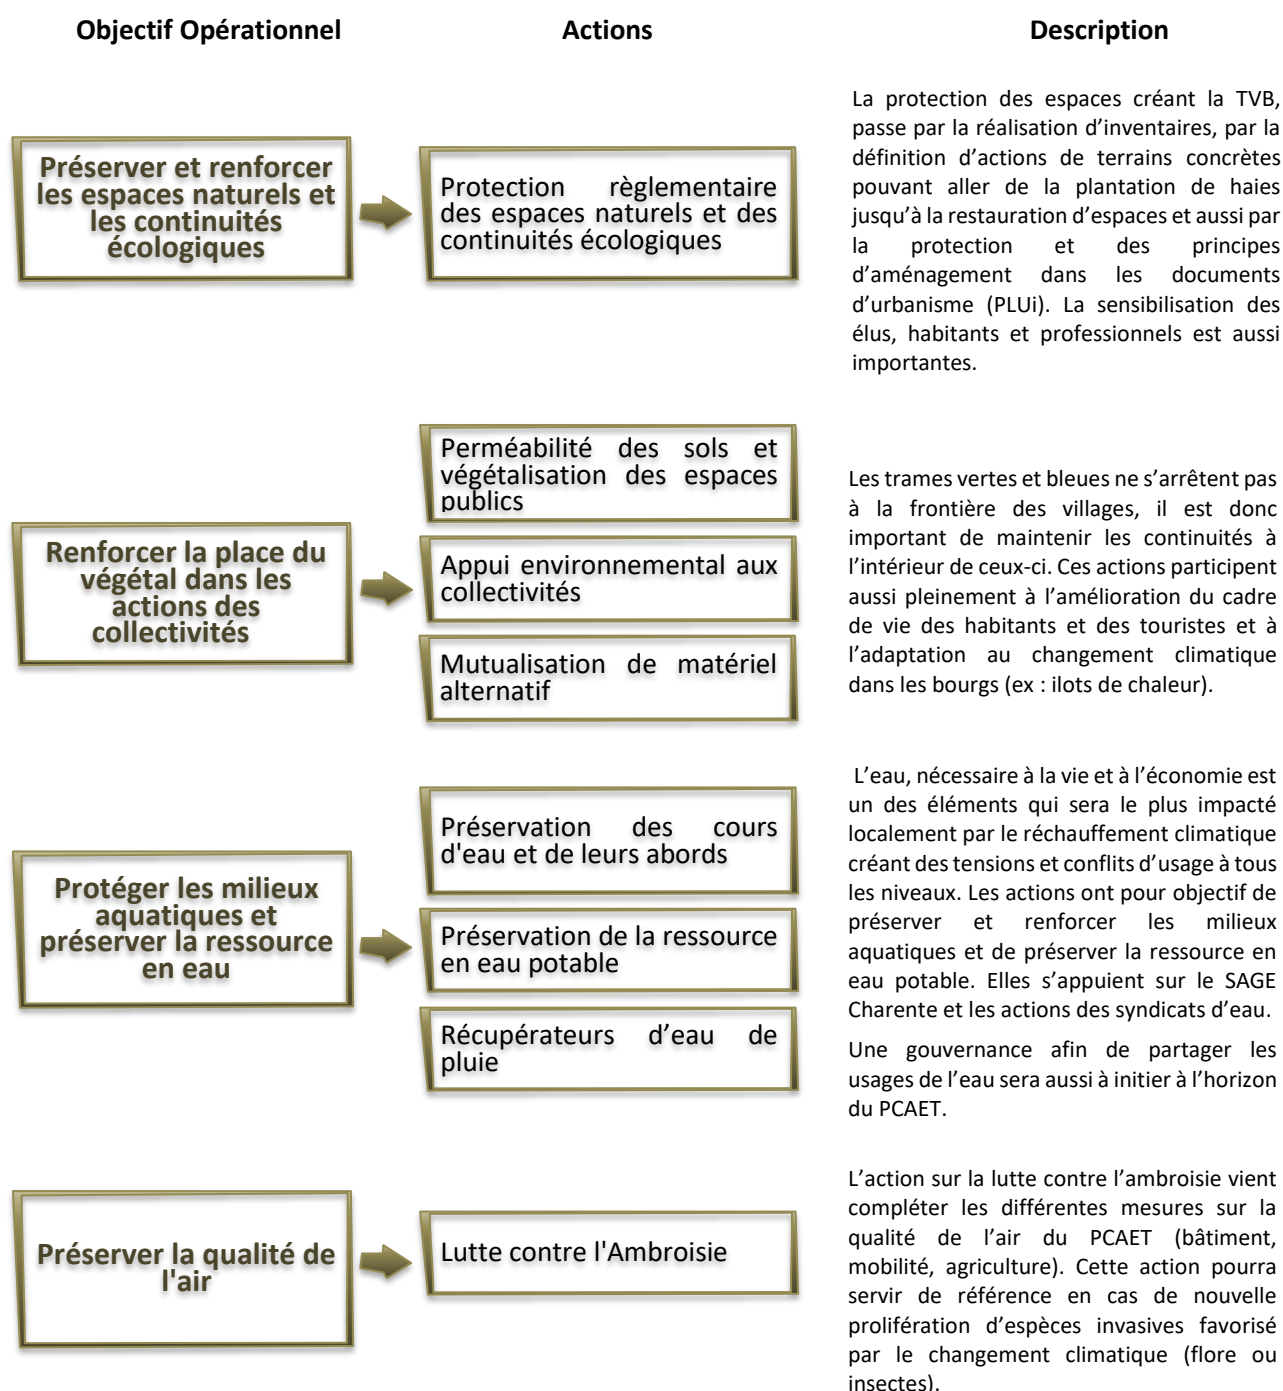 Objectif Opérationnel
Actions
Description
Préserver et renforcer
les espaces naturels et
les continuités
écologiques
Protection règlementaire
des espaces naturels et des
continuités écologiques
La protection des espaces créant la TVB,
passe par la réalisation d’inventaires, par la
définition d’actions de terrains concrètes
pouvant aller de la plantation de haies
jusqu’à la restauration d’espaces et aussi par
la protection et des principes
d’aménagement dans les documents
d’urbanisme (PLUi). La sensibilisation des
élus, habitants et professionnels est aussi
importantes.
Renforcer la place du
végétal dans les
actions des
collectivités
Perméabilité des sols et
végétalisation des espaces
publics
Appui environnemental aux
collectivités
Mutualisation de matériel
alternatif
Les trames vertes et bleues ne s’arrêtent pas
à la frontière des villages, il est donc
important de maintenir les continuités à
l’intérieur de ceux-ci. Ces actions participent
aussi pleinement à l’amélioration du cadre
de vie des habitants et des touristes et à
l’adaptation au changement climatique
dans les bourgs (ex : ilots de chaleur).
Protéger les milieux
aquatiques et
préserver la ressource
en eau
Préservation des cours
d'eau et de leurs abords
Préservation de la ressource
en eau potable
Récupérateurs d’eau de
pluie
L’eau, nécessaire à la vie et à l’économie est
un des éléments qui sera le plus impacté
localement par le réchauffement climatique
créant des tensions et conflits d’usage à tous
les niveaux. Les actions ont pour objectif de
préserver et renforcer les milieux
aquatiques et de préserver la ressource en
eau potable. Elles s’appuient sur le SAGE
Charente et les actions des syndicats d’eau.
Une gouvernance afin de partager les
usages de l’eau sera aussi à initier à l’horizon
du PCAET.
Préserver la qualité de
l'air
Lutte contre l'Ambroisie
L’action sur la lutte contre l’ambroisie vient
compléter les différentes mesures sur la
qualité de l’air du PCAET (bâtiment,
mobilité, agriculture). Cette action pourra
servir de référence en cas de nouvelle
prolifération d’espèces invasives favorisé
par le changement climatique (flore ou
insectes).